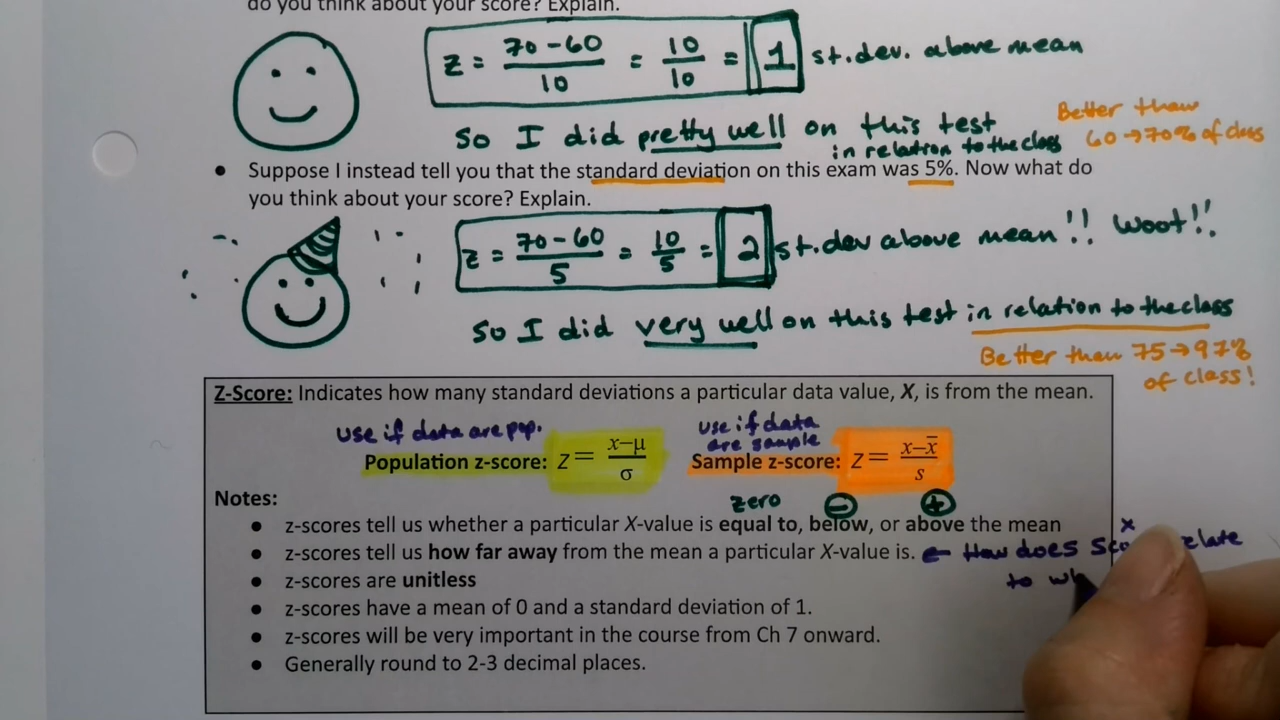 do you think about your score? Explain.
z = 70-60 / 10 = 10/10 = 1 st.dev. above mean
so I did pretty well on this test
in relation to the class
Better than
60→70% of class
• Suppose I instead tell you that the standard deviation on this exam was 5%. Now what do
you think about your score? Explain.
z = 70-60 / 5 = 10/5 = 2 st.dev above mean!! Woot!!
so I did very well on this test in relation to the class
Better than 75→97%
of class!
Z-Score: Indicates how many standard deviations a particular data value, X, is from the mean.
use if data are pop.
use if data
are sample
Population z-score: z = x−μ / σ Sample z-score: z = x−x̄ / s
Notes:
zero − +
• z-scores tell us whether a particular X-value is equal to, below, or above the mean
x
• z-scores tell us how far away from the mean a particular X-value is. ← How does
to
• z-scores are unitless
• z-scores have a mean of 0 and a standard deviation of 1.
• z-scores will be very important in the course from Ch 7 onward.
• Generally round to 2-3 decimal places.